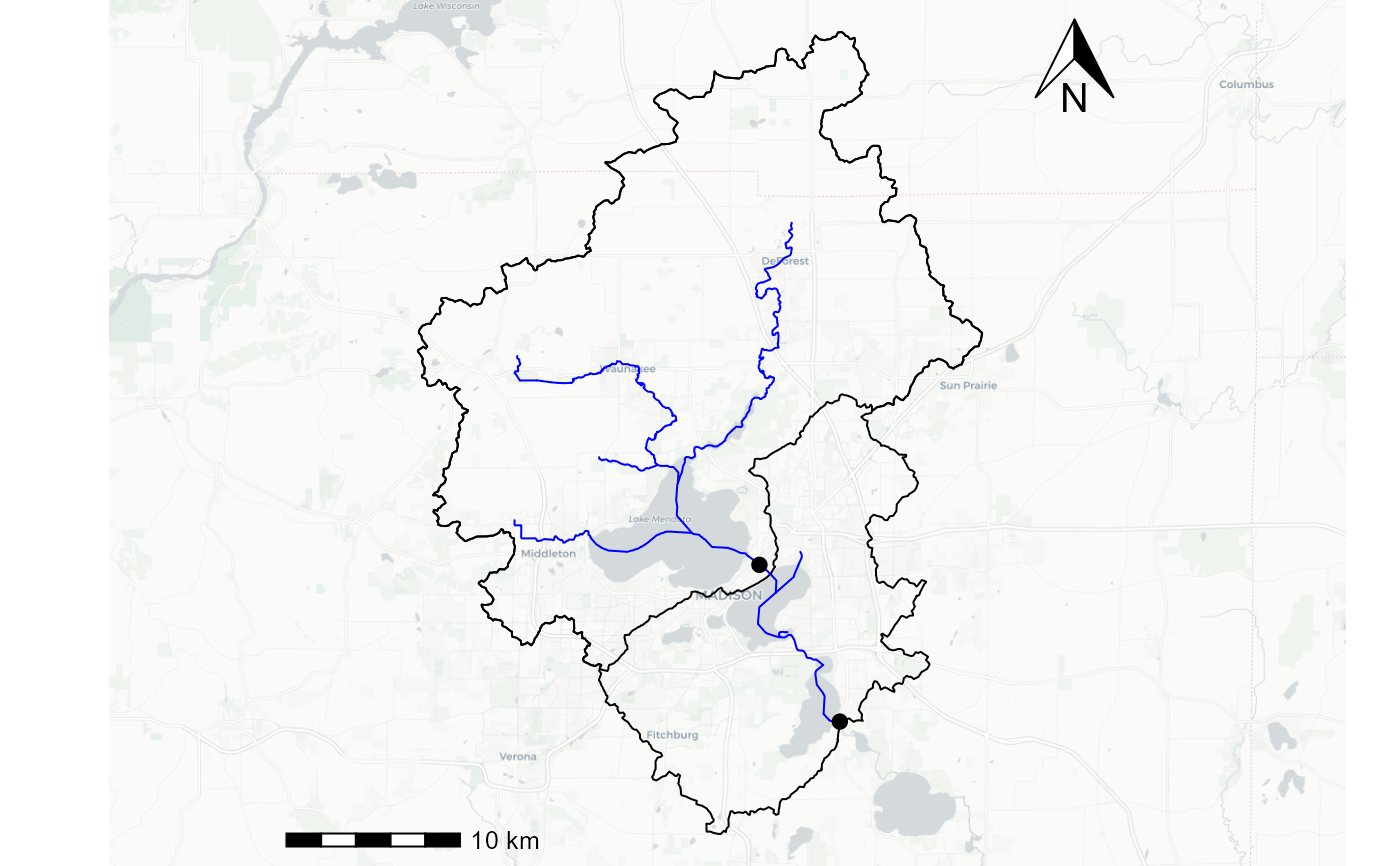 Lake Wisconsin
Columbus
N
DeForest
Waunakee
Sun Prairie
Lake Mendota
Middleton
MADISON
Fitchburg
Verona
10 km